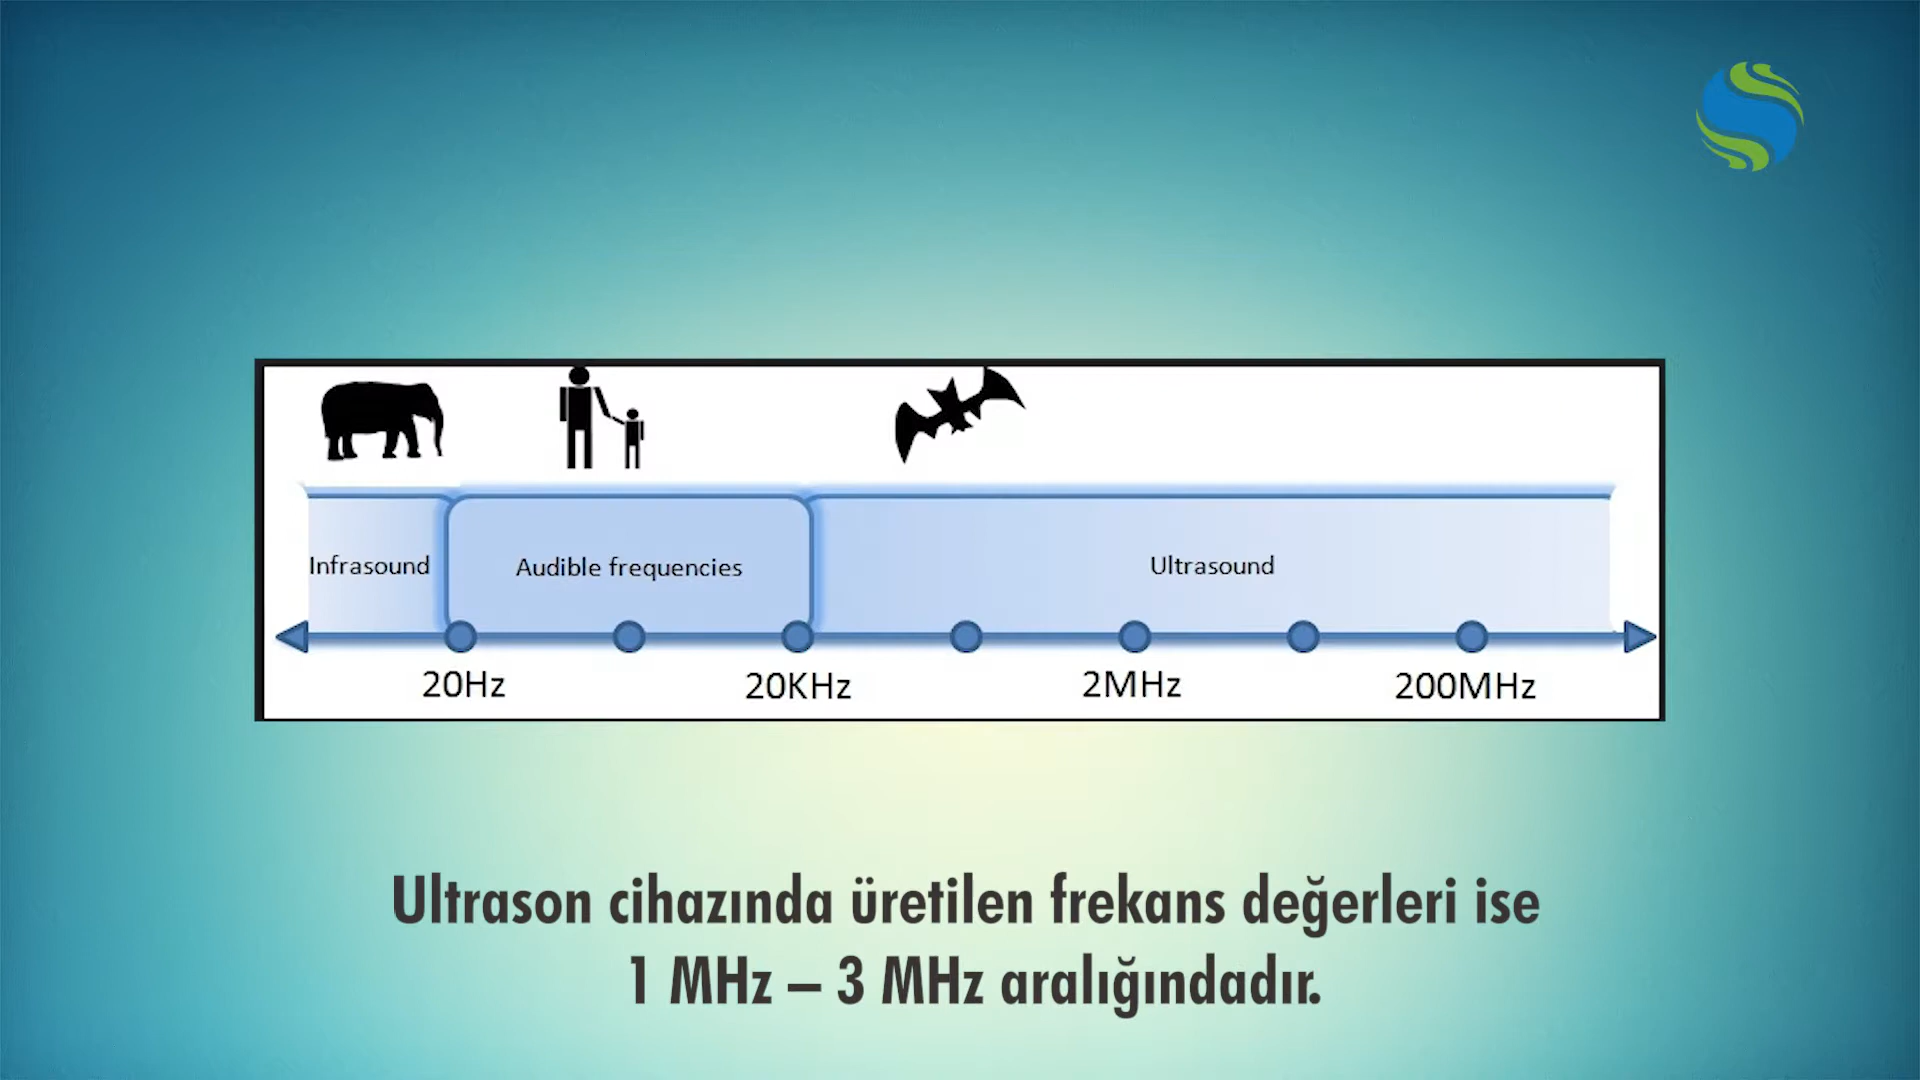 Infrasound
Audible frequencies
Ultrasound
20Hz
20KHz
2MHz
200MHz
Ultrason cihazında üretilen frekans değerleri ise
1 MHz – 3 MHz aralığındadır.